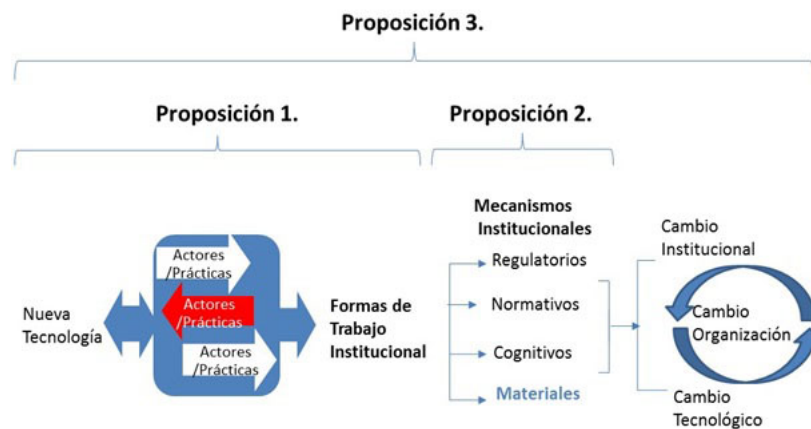 Proposición 3.
Proposición 1.
Proposición 2.
Nueva
Tecnología
Actores
/Prácticas
Actores
/Prácticas
Actores
/Prácticas
Formas de
Trabajo
Institucional
Mecanismos
Institucionales
Regulatorios
Normativos
Cognitivos
Materiales
Cambio
Institucional
Cambio
Organización
Cambio
Tecnológico